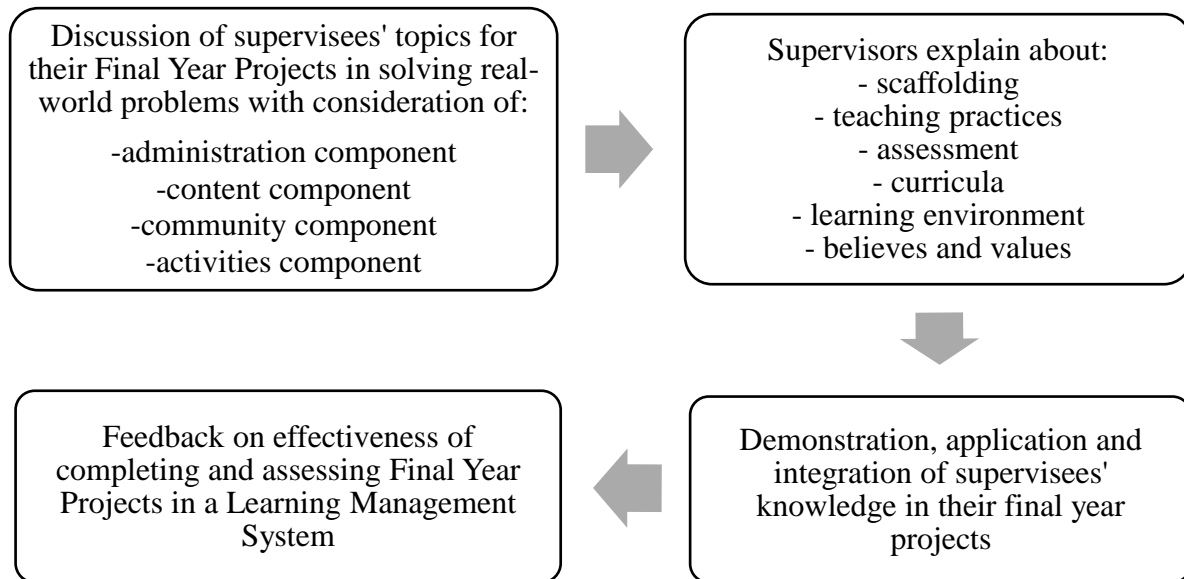 Discussion of supervisees' topics for
their Final Year Projects in solving real-
world problems with consideration of:
-administration component
-content component
-community component
-activities component
Supervisors explain about:
- scaffolding
- teaching practices
- assessment
- curricula
- learning environment
- believes and values
Demonstration, application and
integration of supervisees'
knowledge in their final year
projects
Feedback on effectiveness of
completing and assessing Final Year
Projects in a Learning Management
System